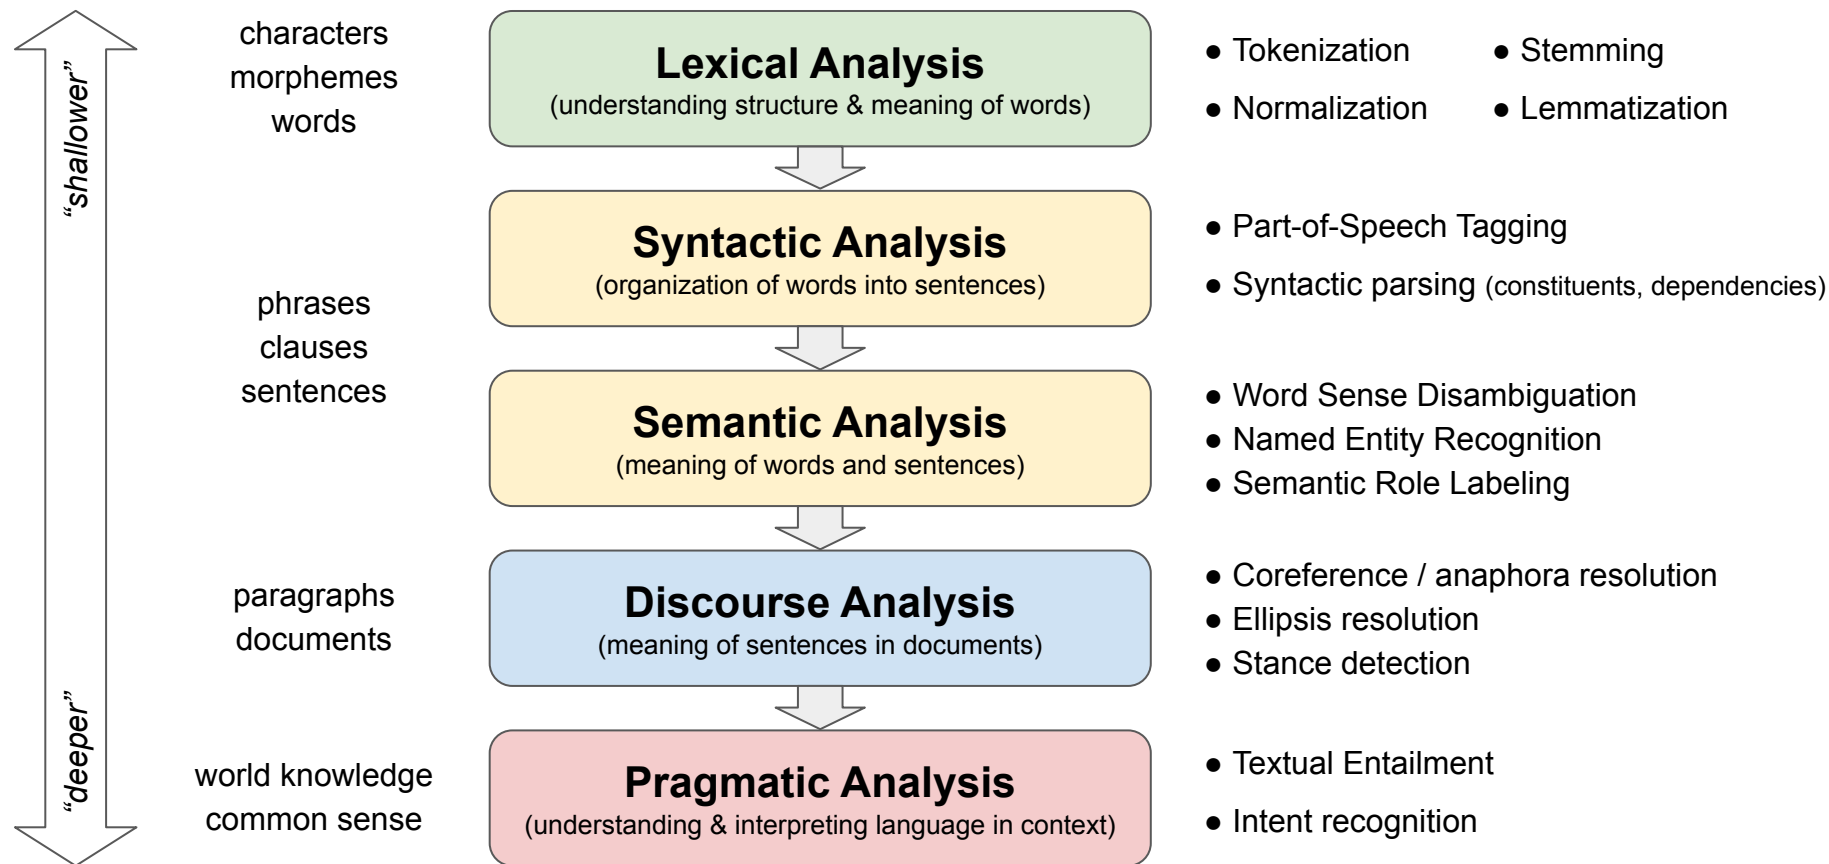 “shallower”
characters
morphemes
words
Lexical Analysis
(understanding structure & meaning of words)
● Tokenization
● Stemming
● Normalization
● Lemmatization
Syntactic Analysis
(organization of words into sentences)
● Part-of-Speech Tagging
● Syntactic parsing (constituents, dependencies)
phrases
clauses
sentences
Semantic Analysis
(meaning of words and sentences)
● Word Sense Disambiguation
● Named Entity Recognition
● Semantic Role Labeling
paragraphs
documents
Discourse Analysis
(meaning of sentences in documents)
● Coreference / anaphora resolution
● Ellipsis resolution
● Stance detection
“deeper”
world knowledge
common sense
Pragmatic Analysis
(understanding & interpreting language in context)
● Textual Entailment
● Intent recognition